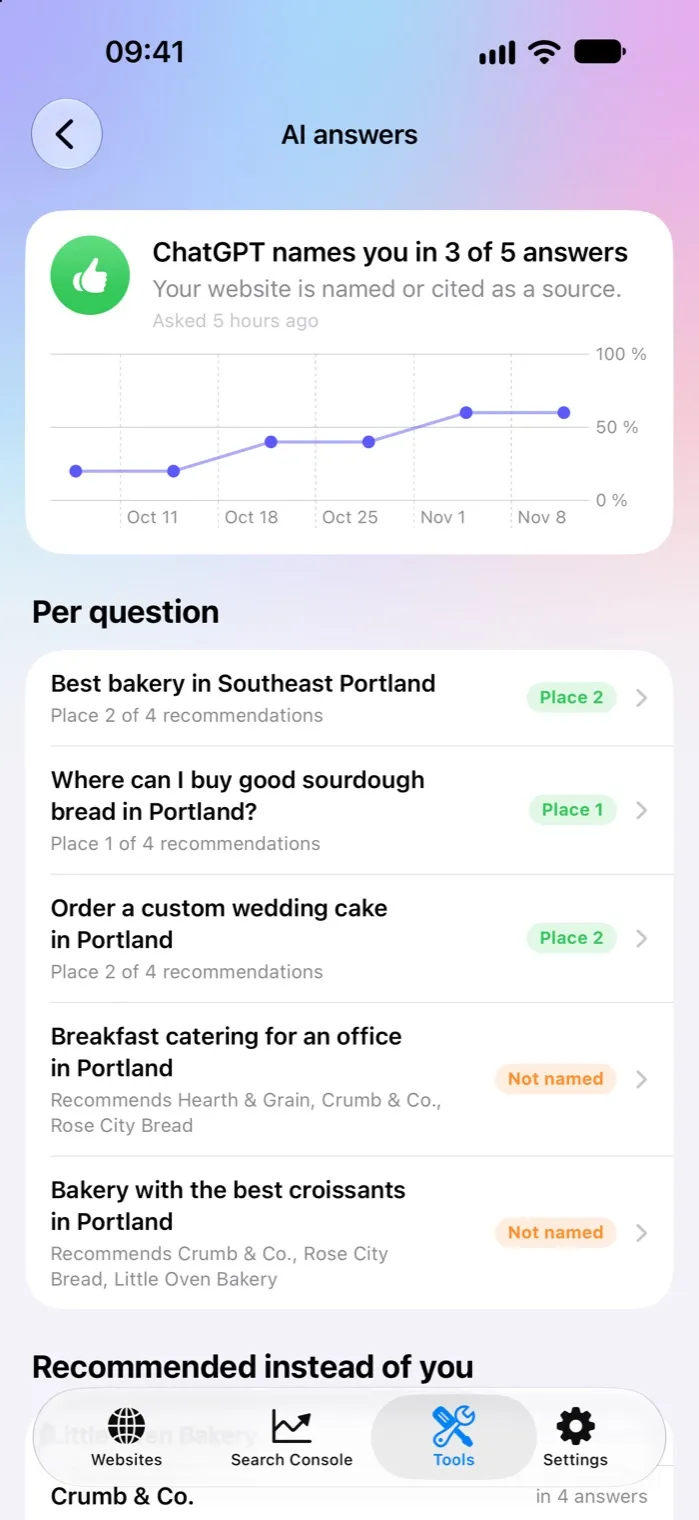 09:41
AI answers
ChatGPT names you in 3 of 5 answers
Your website is named or cited as a source.
Asked 5 hours ago
100 %
50 %
0 %
Oct 11
Oct 18
Oct 25
Nov 1
Nov 8
Per question
Best bakery in Southeast Portland
Place 2 of 4 recommendations
Place 2
Where can I buy good sourdough
bread in Portland?
Place 1 of 4 recommendations
Place 1
Order a custom wedding cake
in Portland
Place 2 of 4 recommendations
Place 2
Breakfast catering for an office
in Portland
Recommends Hearth & Grain, Crumb & Co.,
Rose City Bread
Not named
Bakery with the best croissants
in Portland
Recommends Crumb & Co., Rose City
Bread, Little Oven Bakery
Not named
Recommended instead of you
Little Oven Bakery
Websites
Search Console
Tools
Settings
Crumb & Co.
in 4 answers